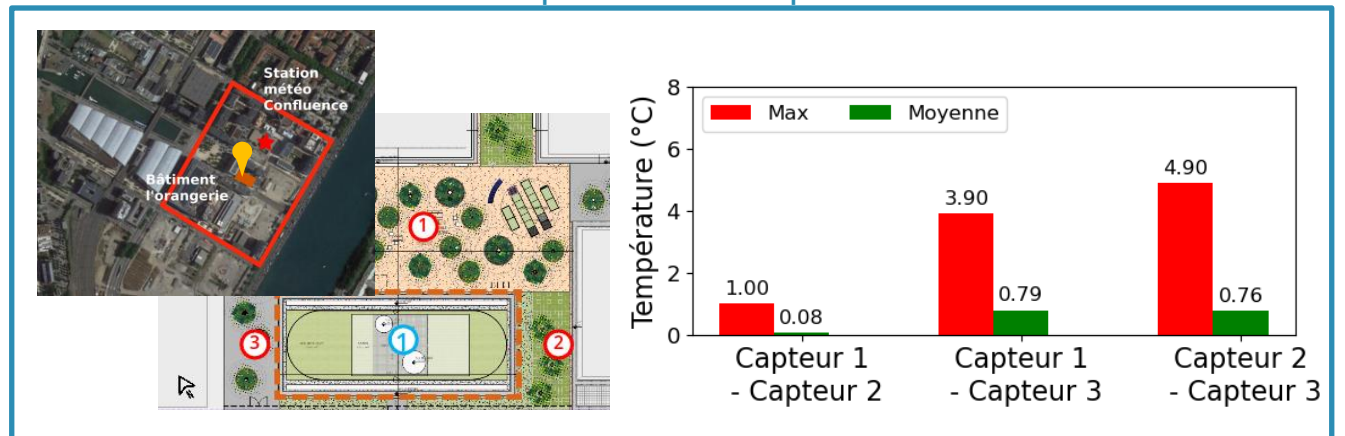 Station
météo
Confluence
Bâtiment
l'orangerie
1
3
1
2
Température (°C)
8
6
4
2
0
Max
Moyenne
1.00
0.08
3.90
0.79
4.90
0.76
Capteur 1
- Capteur 2
Capteur 1
- Capteur 3
Capteur 2
- Capteur 3